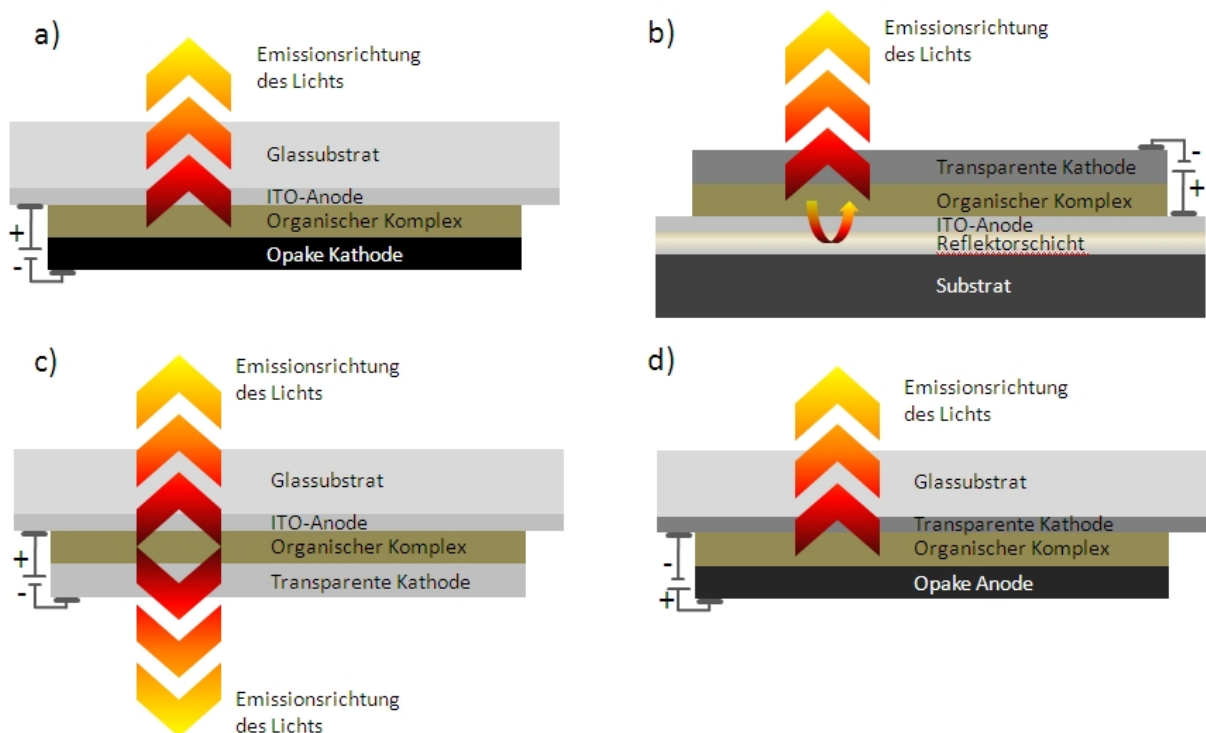 a)
Emissionsrichtung
des Lichts
Glassubstrat
ITO-Anode
+
Organischer Komplex
-
Opake Kathode
b)
Emissionsrichtung
des Lichts
-
Transparente Kathode
+
Organischer Komplex
ITO-Anode
Reflektorschicht
Substrat
c)
Emissionsrichtung
des Lichts
Glassubstrat
ITO-Anode
+
Organischer Komplex
-
Transparente Kathode
Emissionsrichtung
des Lichts
d)
Emissionsrichtung
des Lichts
Glassubstrat
Transparente Kathode
-
Organischer Komplex
+
Opake Anode